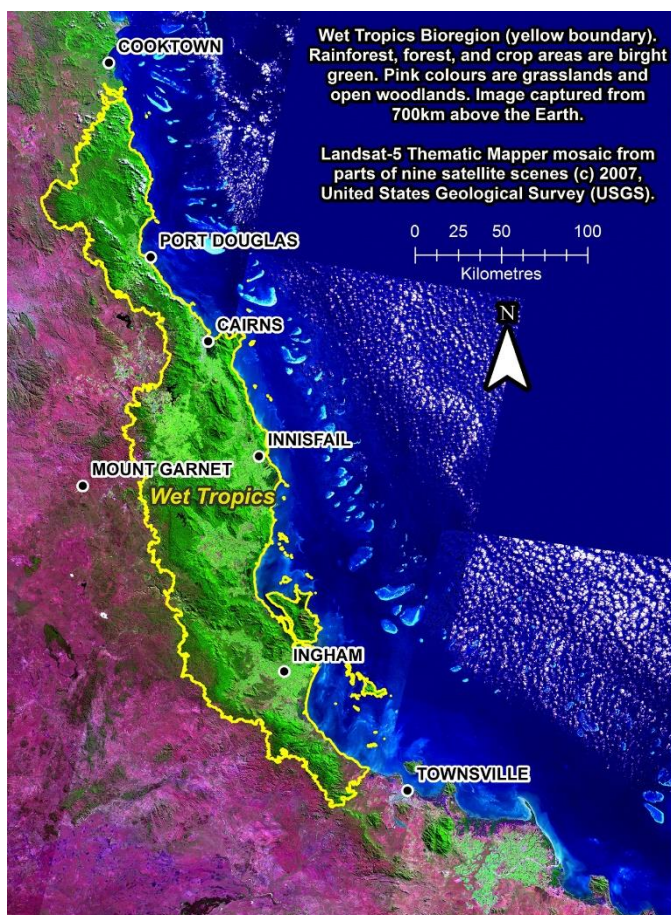 COOKTOWN
Wet Tropics Bioregion (yellow boundary).
Rainforest, forest, and crop areas are birght
green. Pink colours are grasslands and
open woodlands. Image captured from
700km above the Earth.
Landsat-5 Thematic Mapper mosaic from
parts of nine satellite scenes (c) 2007,
United States Geological Survey (USGS).
0 25 50 100
Kilometres
PORT DOUGLAS
N
CAIRNS
INNISFAIL
MOUNT GARNET
Wet Tropics
INGHAM
TOWNSVILLE